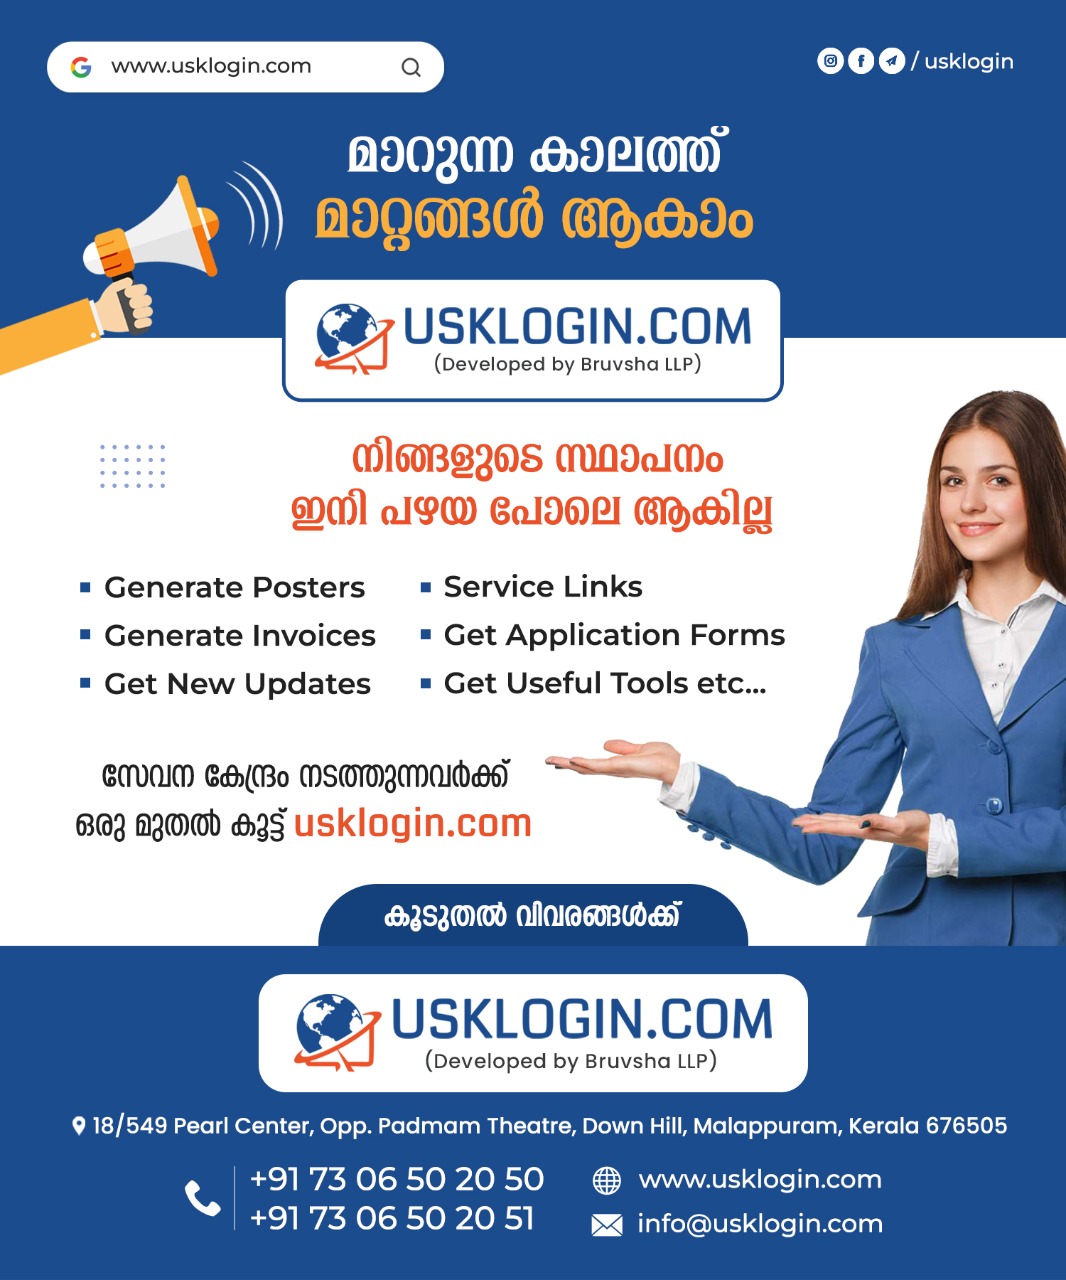 www.usklogin.com
/ usklogin
മാറുന്ന കാലത്ത്
മാറ്റങ്ങൾ ആകാം
USKLOGIN.COM
(Developed by Bruvsha LLP)
നിങ്ങളുടെ സ്ഥാപനം
ഇനി പഴയ പോലെ ആകില്ല
Generate Posters
Generate Invoices
Get New Updates
Service Links
Get Application Forms
Get Useful Tools etc...
സേവന കേന്ദ്രം നടത്തുന്നവർക്ക്
ഒരു മുതൽ കൂട്ട് usklogin.com
കൂടുതൽ വിവരങ്ങൾക്ക്
USKLOGIN.COM
(Developed by Bruvsha LLP)
18/549 Pearl Center, Opp. Padmam Theatre, Down Hill, Malappuram, Kerala 676505
+91 73 06 50 20 50
+91 73 06 50 20 51
www.usklogin.com
info@usklogin.com